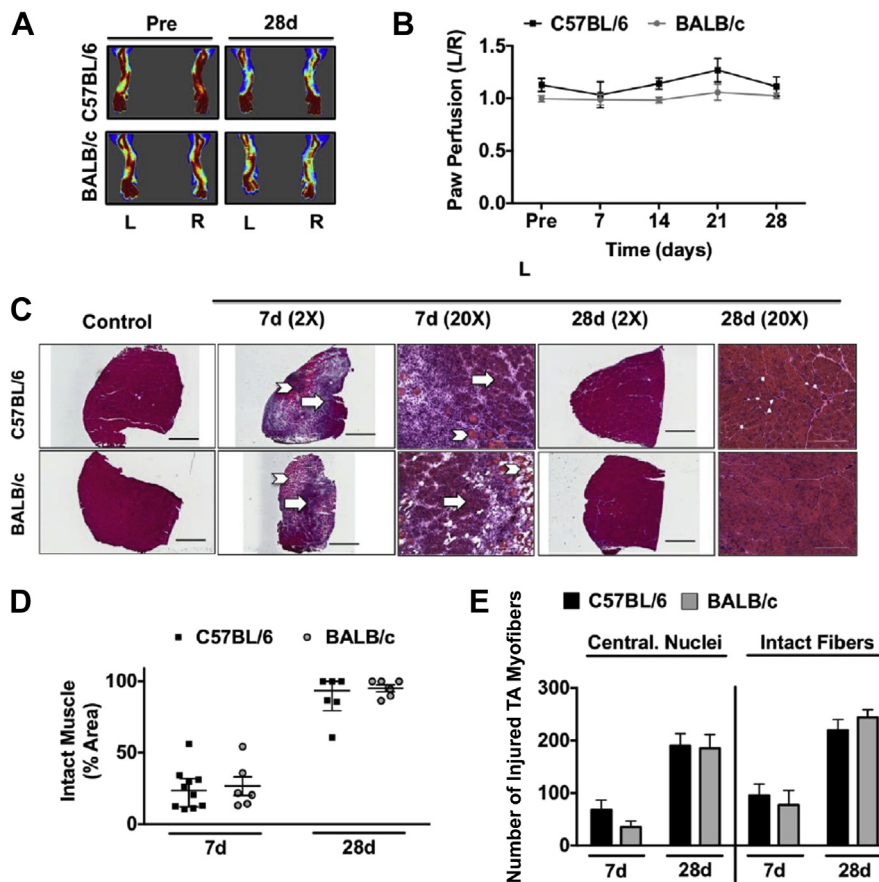 A
Pre 28d
C57BL/6
BALB/c
L R L R
B
C57BL/6 BALB/c
Paw Perfusion (L/R)
1.5
1.0
0.5
0.0
Pre 7 14 21 28
Time (days)
L
C
Control 7d (2X) 7d (20X) 28d (2X) 28d (20X)
C57BL/6
BALB/c
D
C57BL/6 BALB/c
Intact Muscle
(% Area)
100
50
0
7d 28d
E
C57BL/6 BALB/c
Central. Nuclei Intact Fibers
Number of Injured TA Myofibers
300
200
100
0
7d 28d 7d 28d